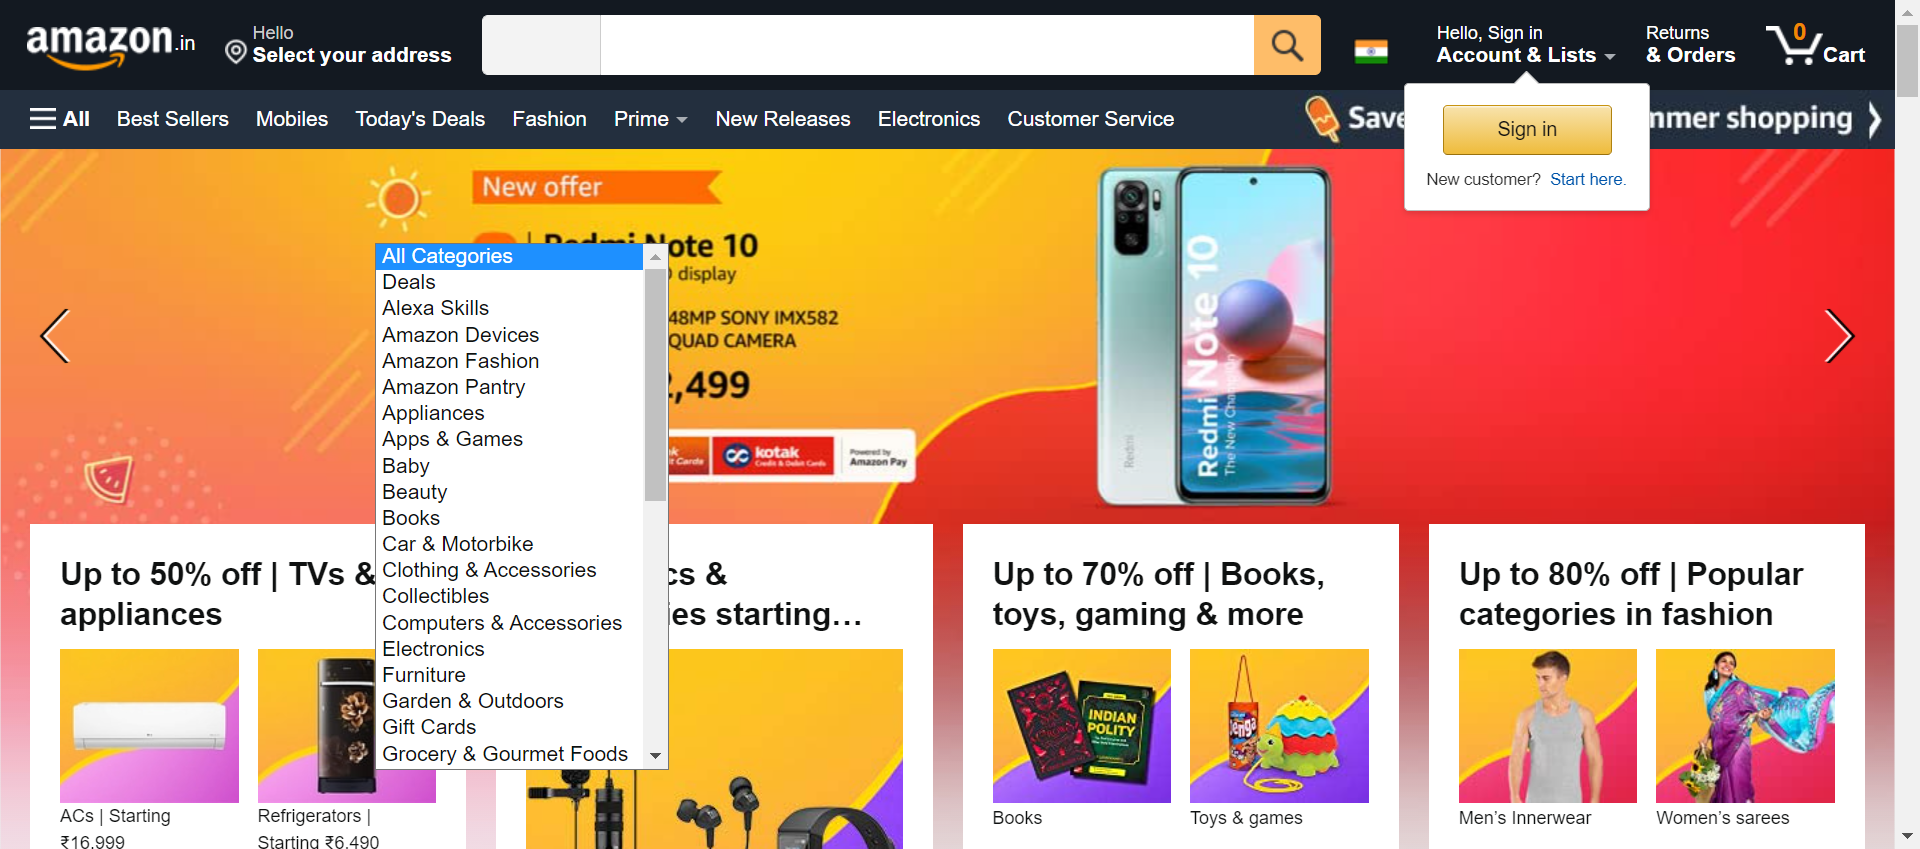 amazon.in
Hello
Select your address
Hello, Sign in
Account & Lists
Returns
& Orders
0
Cart
All
Best Sellers
Mobiles
Today's Deals
Fashion
Prime
New Releases
Electronics
Customer Service
Save
mmer shopping
Sign in
New customer? Start here.
New offer
Redmi Note 10
display
48MP SONY IMX582
QUAD CAMERA
,499
kotak
Credit & Debit Cards
Powered by
Amazon Pay
Redmi Note 10
The New Cham
Redmi
All Categories
Deals
Alexa Skills
Amazon Devices
Amazon Fashion
Amazon Pantry
Appliances
Apps & Games
Baby
Beauty
Books
Car & Motorbike
Clothing & Accessories
Collectibles
Computers & Accessories
Electronics
Furniture
Garden & Outdoors
Gift Cards
Grocery & Gourmet Foods
Up to 50% off | TVs &
appliances
ACs | Starting
₹16,999
Refrigerators |
Starting ₹6,490
cs &
ies starting…
Up to 70% off | Books,
toys, gaming & more
INDIAN
POLITY
Jenga
Books
Toys & games
Up to 80% off | Popular
categories in fashion
Men’s Innerwear
Women’s sarees